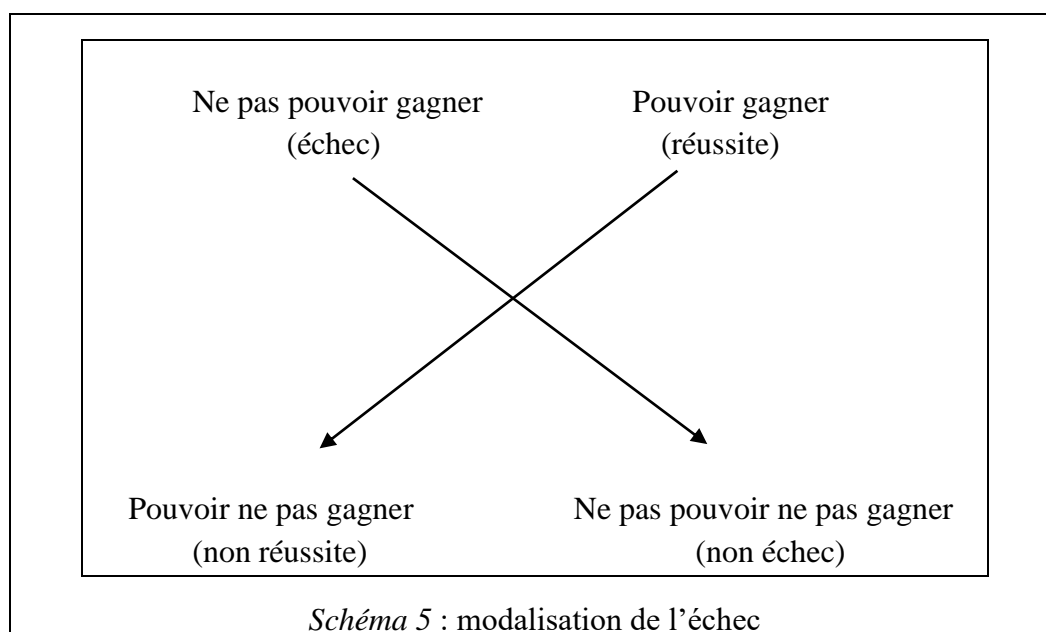 Ne pas pouvoir gagner
(échec)
Pouvoir gagner
(réussite)
Pouvoir ne pas gagner
(non réussite)
Ne pas pouvoir ne pas gagner
(non échec)
Schéma 5 : modalisation de l’échec